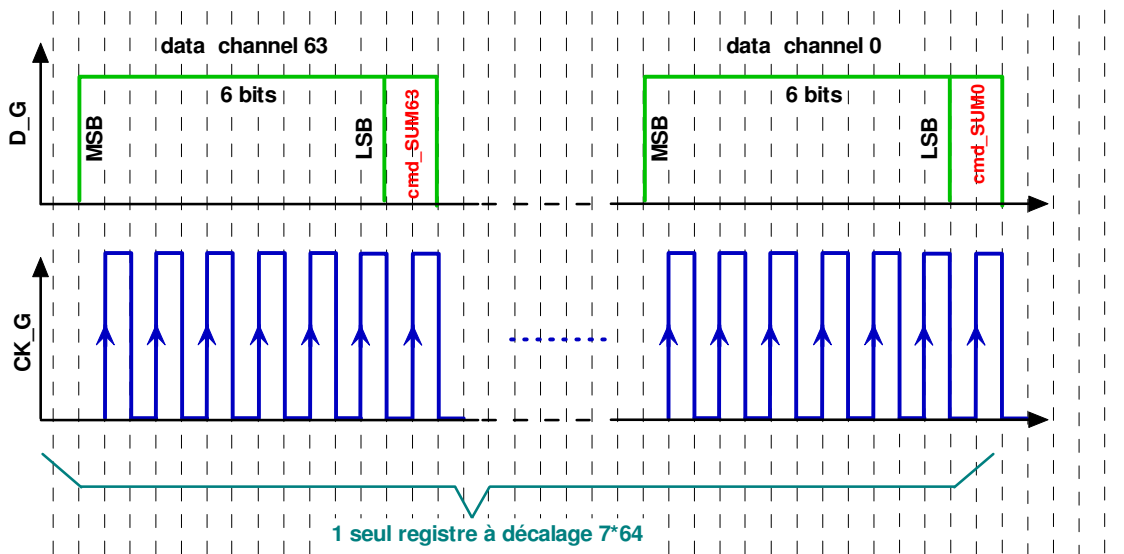 data channel 63
data channel 0
D_G
MSB
6 bits
LSB
cmd_SUM63
MSB
6 bits
LSB
cmd_SUM0
CK_G
1 seul registre à décalage 7*64